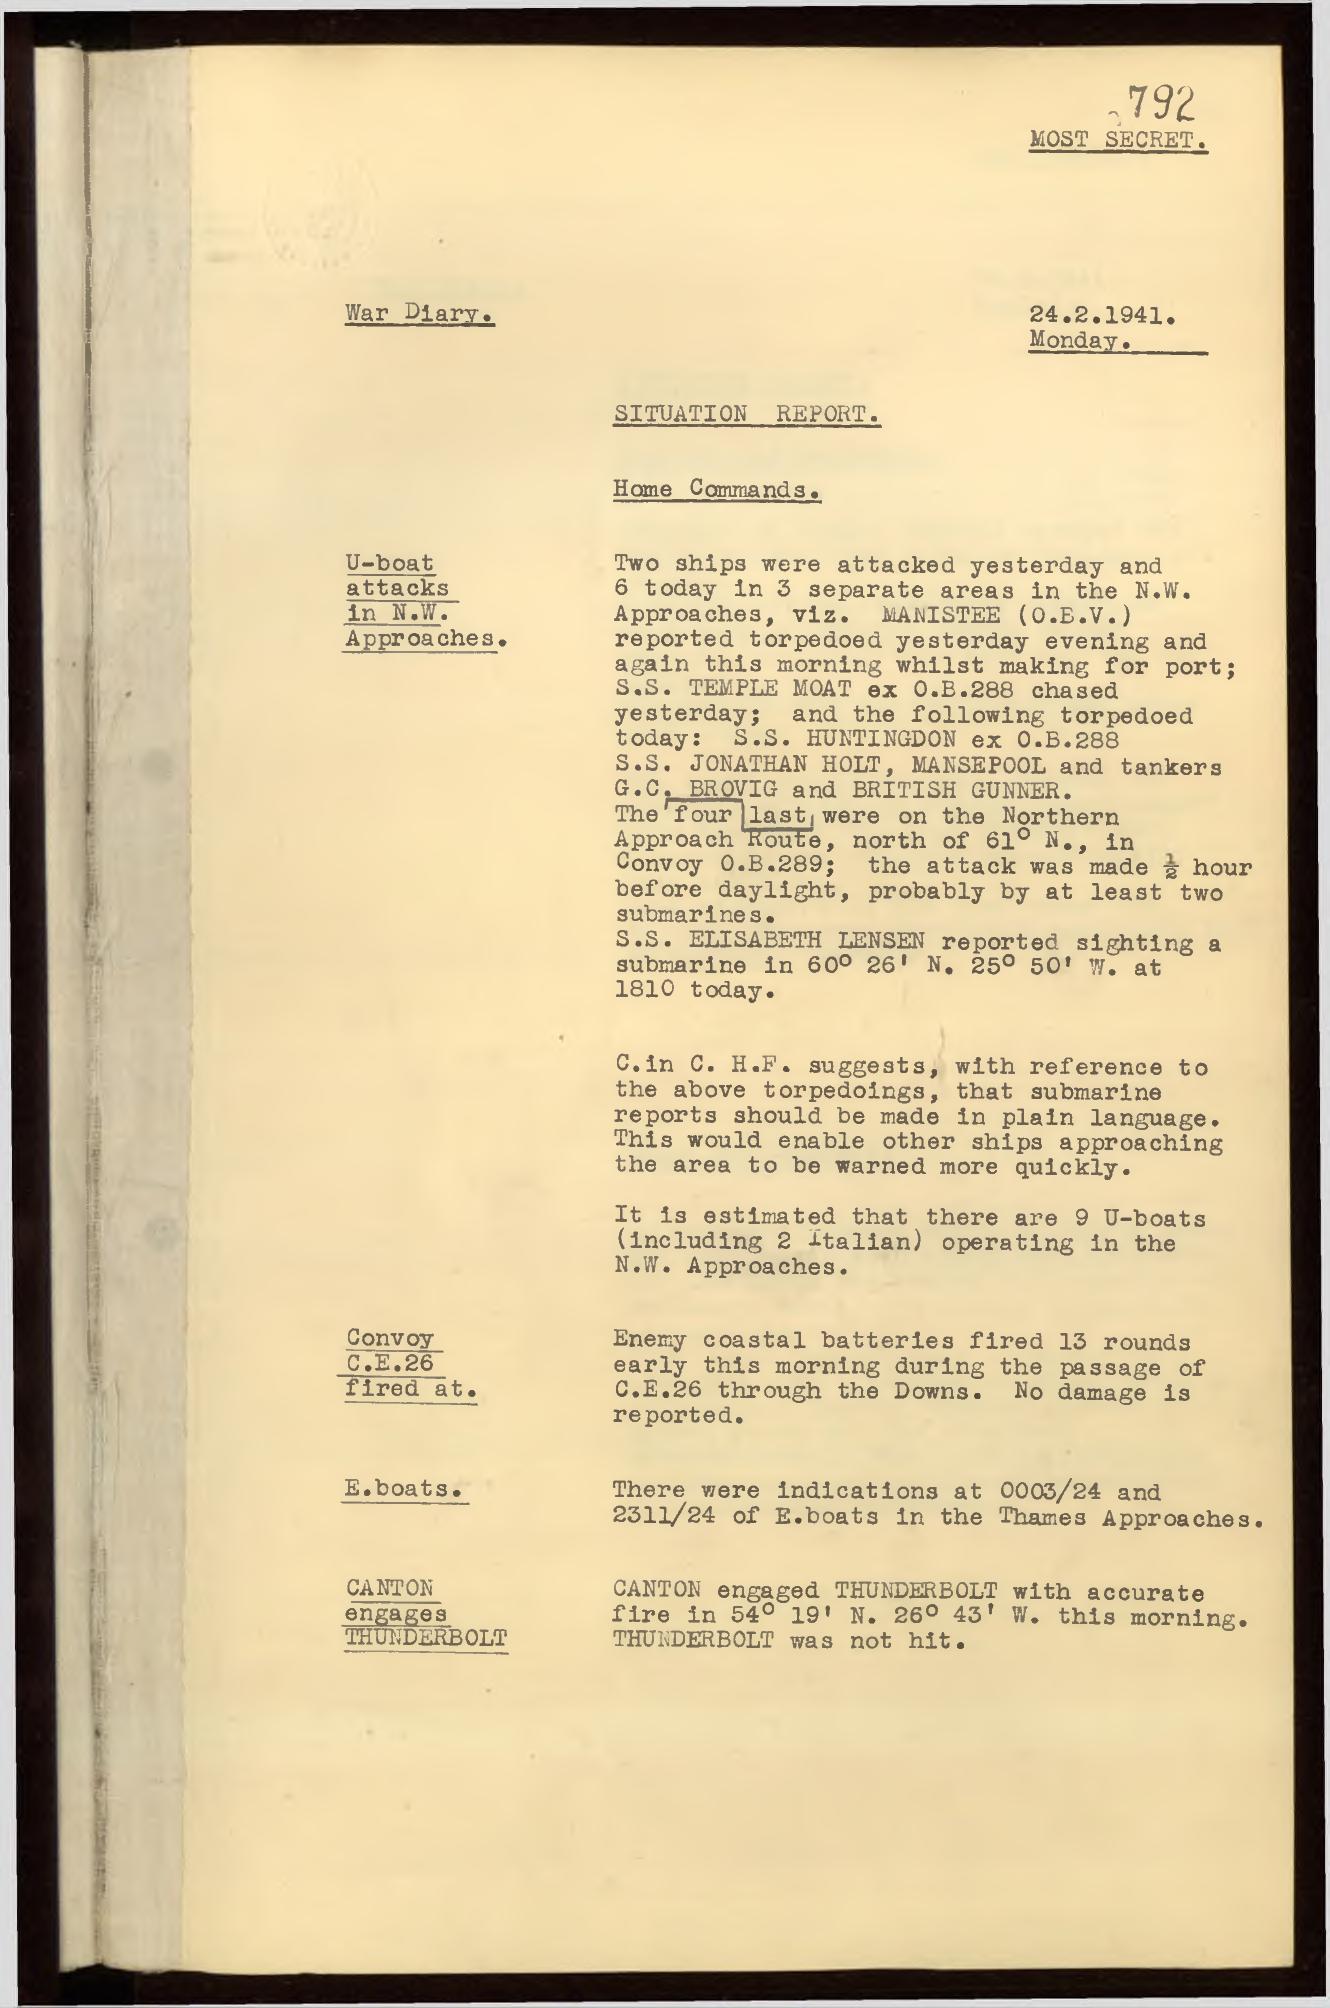 792
MOST SECRET.
War Diary.
24.2.1941.
Monday.
SITUATION REPORT.
Home Commands.
U-boat
attacks
in N.W.
Approaches.
Two ships were attacked yesterday and
6 today in 3 separate areas in the N.W.
Approaches, viz. MANISTEE (O.B.V.)
reported torpedoed yesterday evening and
again this morning whilst making for port;
S.S. TEMPLE MOAT ex O.B.288 chased
yesterday; and the following torpedoed
today: S.S. HUNTINGDON ex O.B.288
S.S. JONATHAN HOLT, MANSEPOOL and tankers
G.C. BROVIG and BRITISH GUNNER.
The four last were on the Northern
Approach Route, north of 61° N., in
Convoy O.B.289; the attack was made ½ hour
before daylight, probably by at least two
submarines.
S.S. ELISABETH LENSEN reported sighting a
submarine in 60° 26' N. 25° 50' W. at
1810 today.
C.in C. H.F. suggests, with reference to
the above torpedoings, that submarine
reports should be made in plain language.
This would enable other ships approaching
the area to be warned more quickly.
It is estimated that there are 9 U-boats
(including 2 Italian) operating in the
N.W. Approaches.
Convoy
C.E.26
fired at.
Enemy coastal batteries fired 13 rounds
early this morning during the passage of
C.E.26 through the Downs. No damage is
reported.
E.boats.
There were indications at 0003/24 and
2311/24 of E.boats in the Thames Approaches.
CANTON
engages
THUNDERBOLT
CANTON engaged THUNDERBOLT with accurate
fire in 54° 19' N. 26° 43' W. this morning.
THUNDERBOLT was not hit.